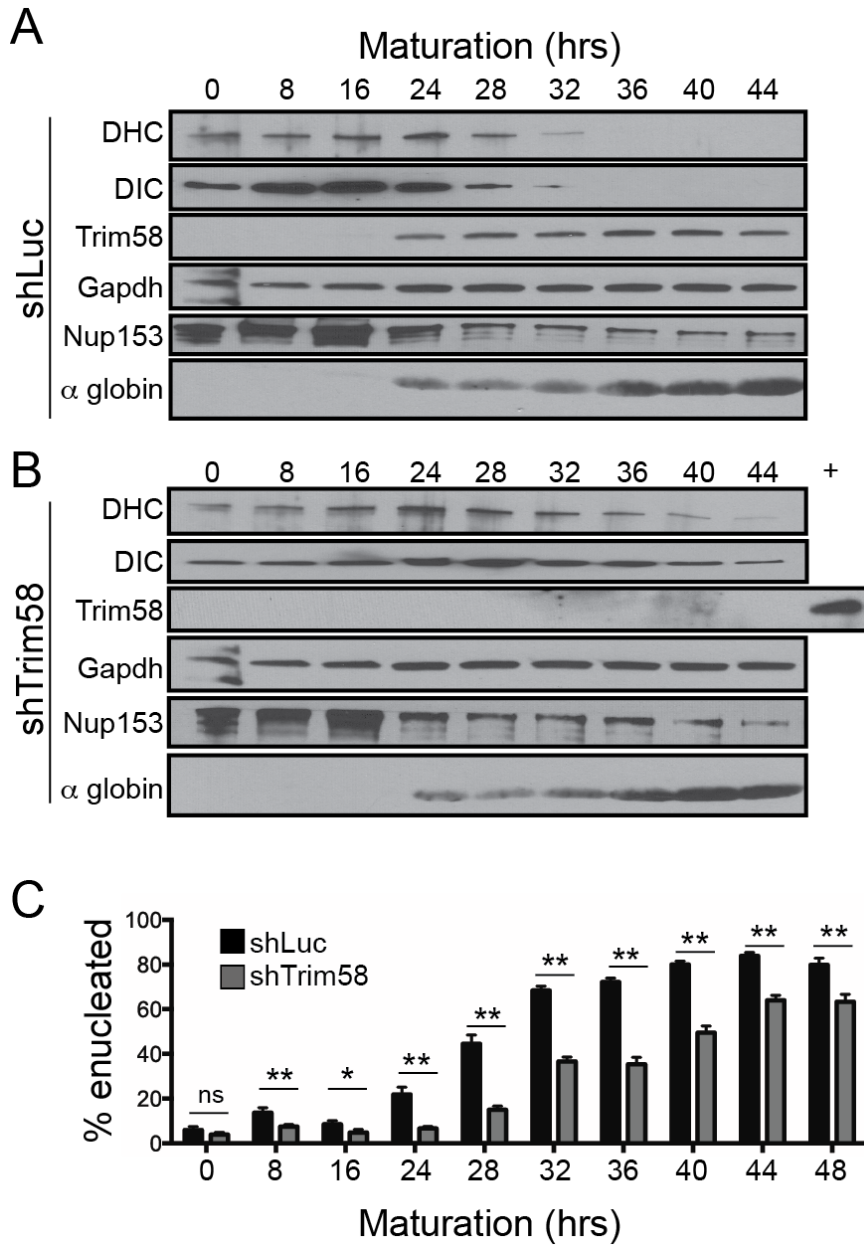 A
Maturation (hrs)
0 8 16 24 28 32 36 40 44
shLuc
DHC
DIC
Trim58
Gapdh
Nup153
α globin
B
0 8 16 24 28 32 36 40 44 +
shTrim58
DHC
DIC
Trim58
Gapdh
Nup153
α globin
C
% enucleated
100
80
60
40
20
0
shLuc
shTrim58
ns ** * ** ** ** ** ** ** **
0 8 16 24 28 32 36 40 44 48
Maturation (hrs)